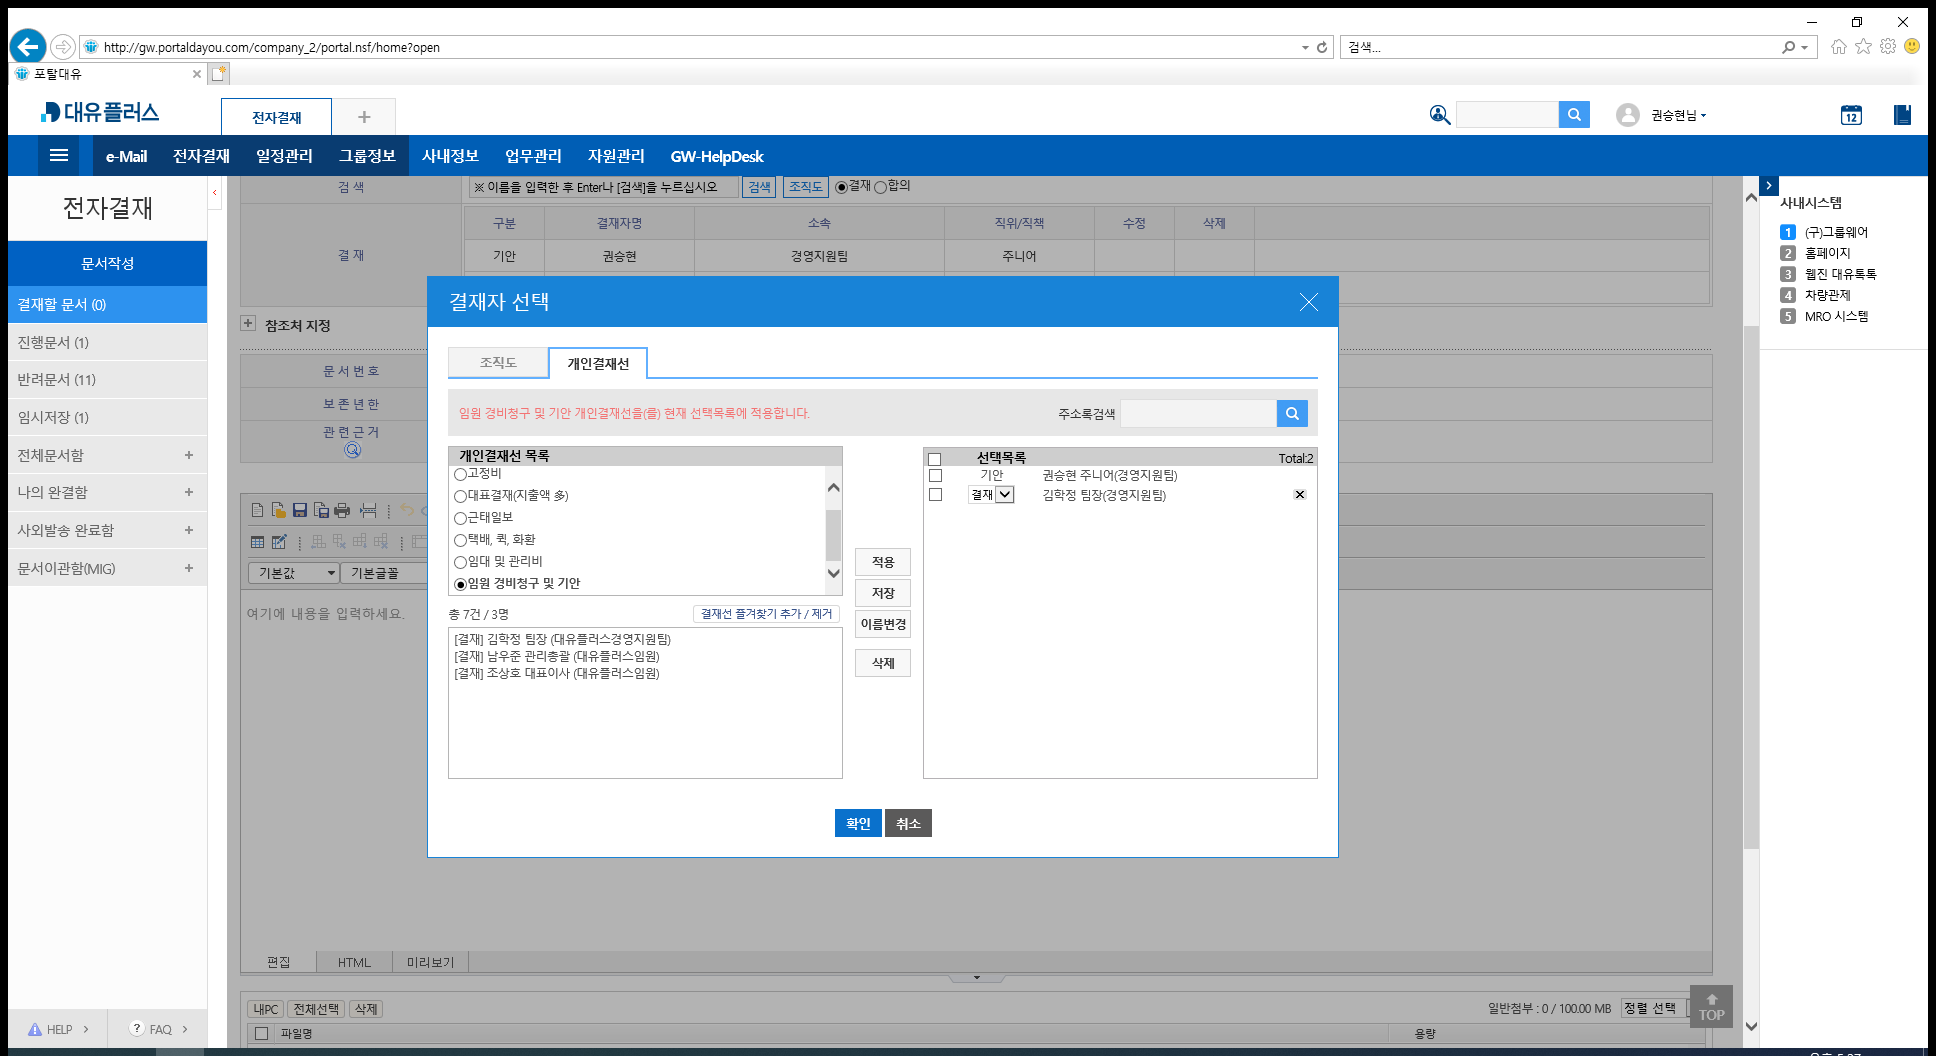 http://gw.portaldayou.com/company_2/portal.nsf/home?open
검색...
포탈대유
대유플러스
전자결재
권승현님
12
e-Mail 전자결재 일정관리 그룹정보 사내정보 업무관리 자원관리 GW-HelpDesk
전자결재
문서작성
결재할 문서 (0)
진행문서 (1)
반려문서 (11)
임시저장 (1)
전체문서함
나의 완결함
사외발송 완료함
문서이관함(MIG)
HELP
FAQ
검 색
※ 이름을 입력한 후 Enter나 [검색]을 누르십시오
검색
조직도
결재 합의
결 재
구분 결재자명 소속 직위/직책 수정 삭제
기안 권승현 경영지원팀 주니어
참조처 지정
문 서 번 호
보 존 년 한
관 련 근 거
기본값
기본글꼴
여기에 내용을 입력하세요.
결재자 선택
조직도
개인결재선
임원 경비청구 및 기안 개인결재선을(를) 현재 선택목록에 적용합니다.
주소록검색
개인결재선 목록
고정비
대표결재(지출액 多)
근태일보
택배, 퀵, 화환
임대 및 관리비
임원 경비청구 및 기안
총 7건 / 3명
결재선 즐겨찾기 추가 / 제거
[결재] 김학정 팀장 (대유플러스경영지원팀)
[결재] 남우준 관리총괄 (대유플러스임원)
[결재] 조상호 대표이사 (대유플러스임원)
적용
저장
이름변경
삭제
선택목록 Total:2
기안 권승현 주니어(경영지원팀)
결재 김학정 팀장(경영지원팀)
확인
취소
편집 HTML 미리보기
내PC 전체선택 삭제
일반첨부 : 0 / 100.00 MB
정렬 선택
파일명 용량
TOP
사내시스템
1 (구)그룹웨어
2 홈페이지
3 웹진 대유톡톡
4 차량관제
5 MRO 시스템